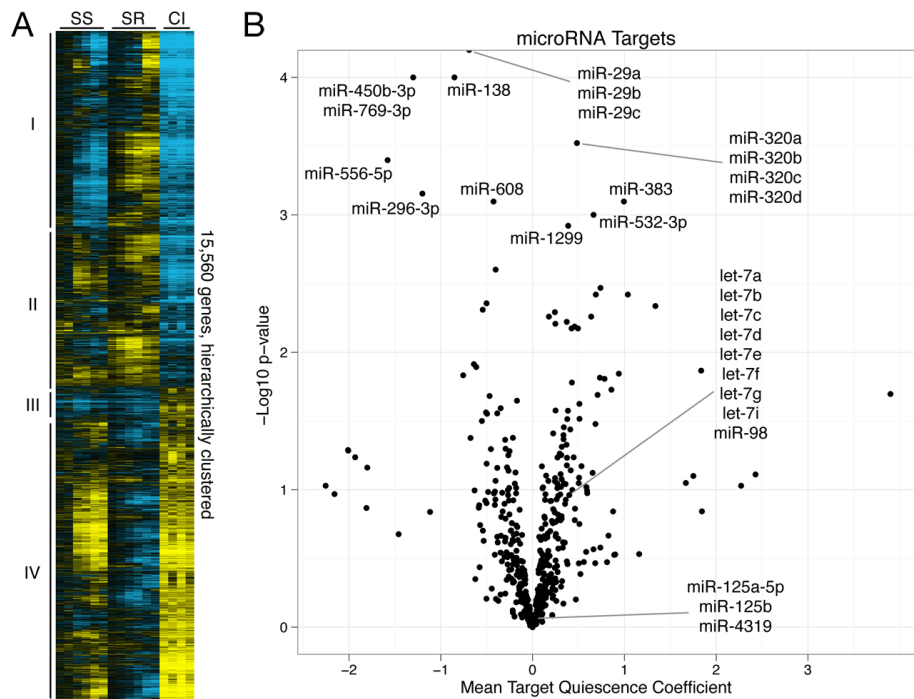 A
SS SR CI
I
II
III
IV
15,560 genes, hierarchically clustered
B
microRNA Targets
−Log10 p−value
4
3
2
1
0
miR-450b-3p
miR-769-3p
miR-138
miR-29a
miR-29b
miR-29c
miR-320a
miR-320b
miR-320c
miR-320d
miR-556-5p
miR-296-3p
miR-608
miR-383
miR-532-3p
miR-1299
let-7a
let-7b
let-7c
let-7d
let-7e
let-7f
let-7g
let-7i
miR-98
miR-125a-5p
miR-125b
miR-4319
−2 −1 0 1 2 3
Mean Target Quiescence Coefficient